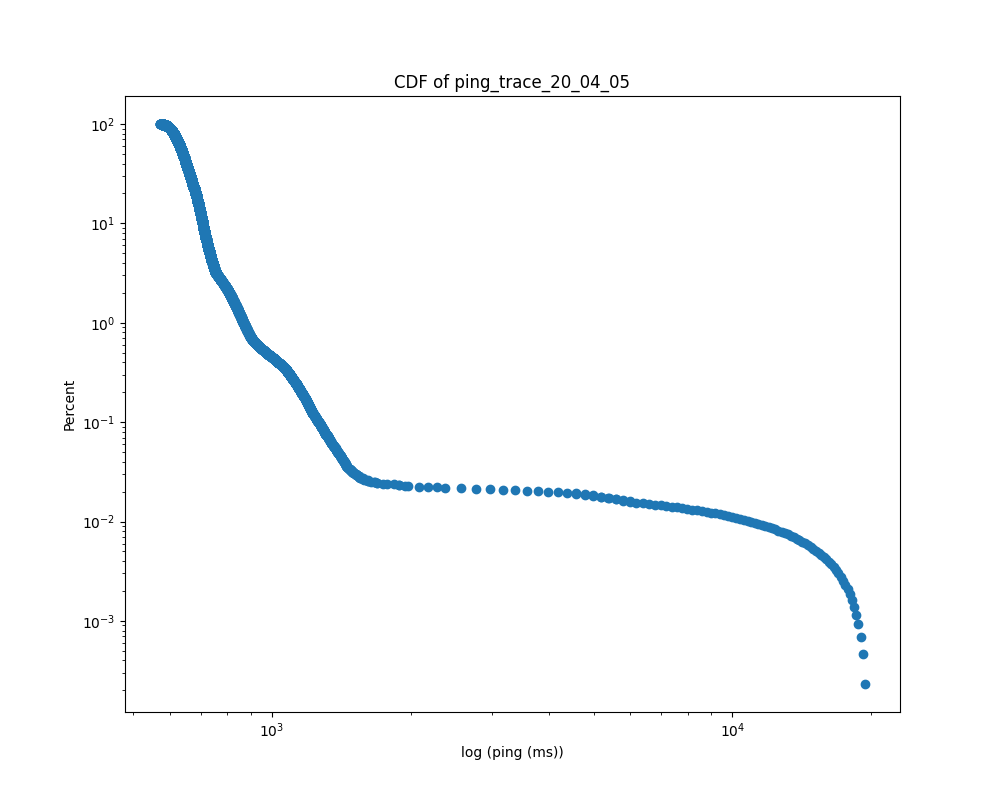 CDF of ping_trace_20_04_05
10²
10¹
10⁰
10⁻¹
10⁻²
10⁻³
Percent
10³ 10⁴
log (ping (ms))